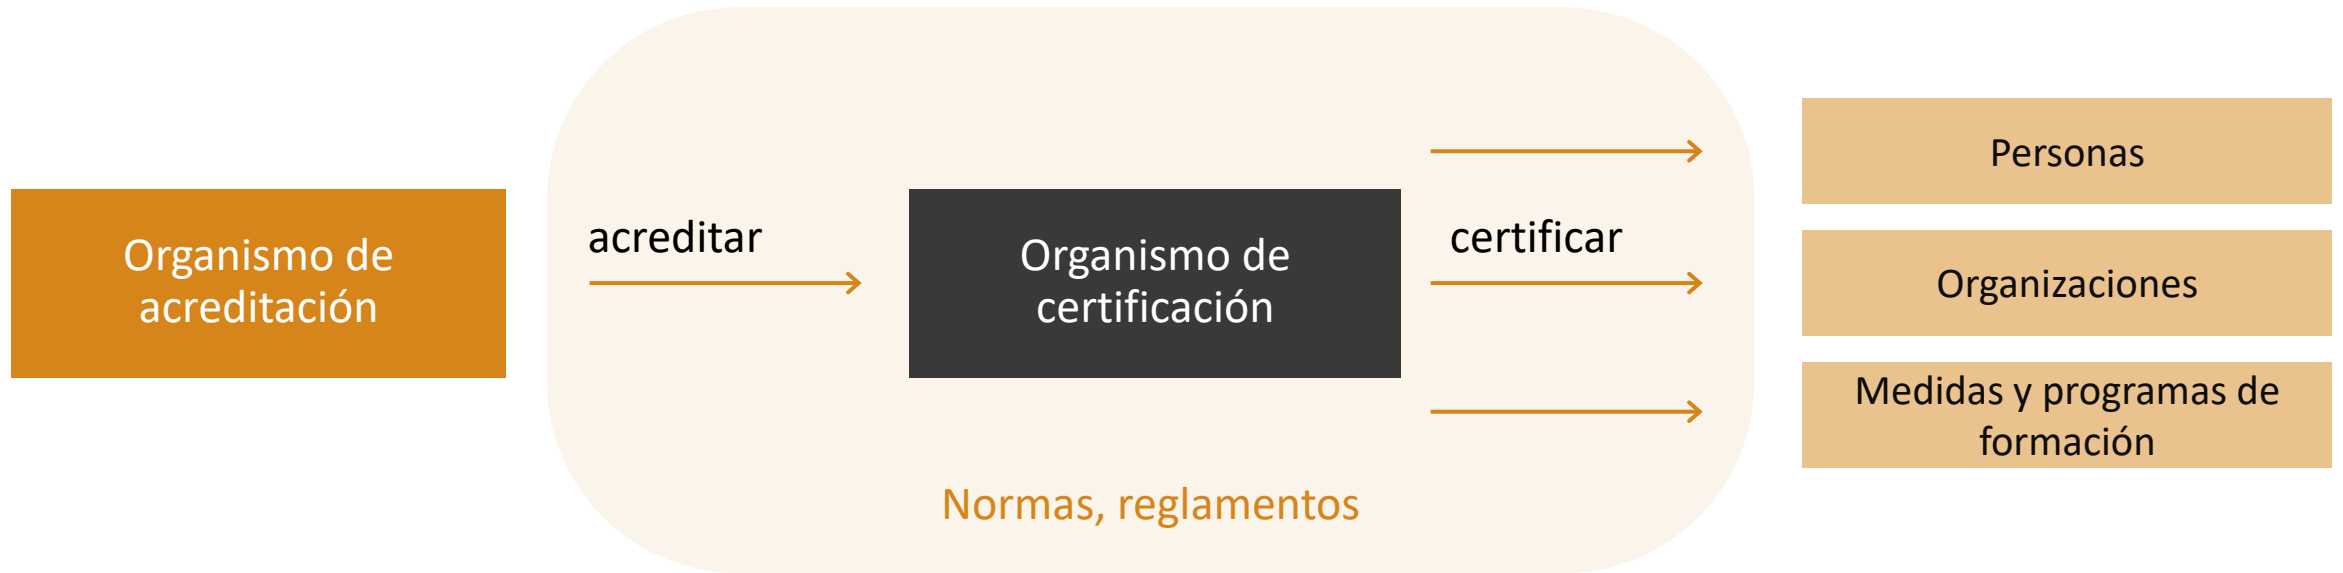 Organismo de
acreditación
acreditar
Organismo de
certificación
certificar
Personas
Organizaciones
Medidas y programas de
formación
Normas, reglamentos